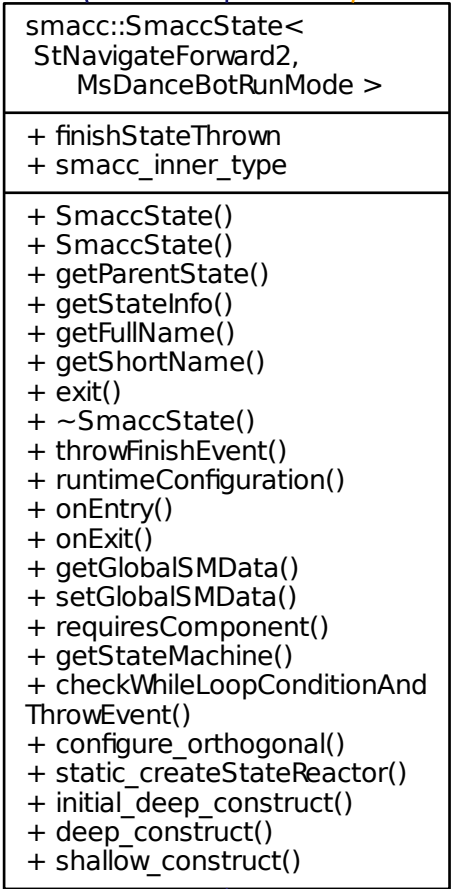 smacc::SmaccState<
StNavigateForward2,
MsDanceBotRunMode >
+ finishStateThrown
+ smacc_inner_type
+ SmaccState()
+ SmaccState()
+ getParentState()
+ getStateInfo()
+ getFullName()
+ getShortName()
+ exit()
+ ~SmaccState()
+ throwFinishEvent()
+ runtimeConfiguration()
+ onEntry()
+ onExit()
+ getGlobalSMData()
+ setGlobalSMData()
+ requiresComponent()
+ getStateMachine()
+ checkWhileLoopConditionAnd
ThrowEvent()
+ configure_orthogonal()
+ static_createStateReactor()
+ initial_deep_construct()
+ deep_construct()
+ shallow_construct()